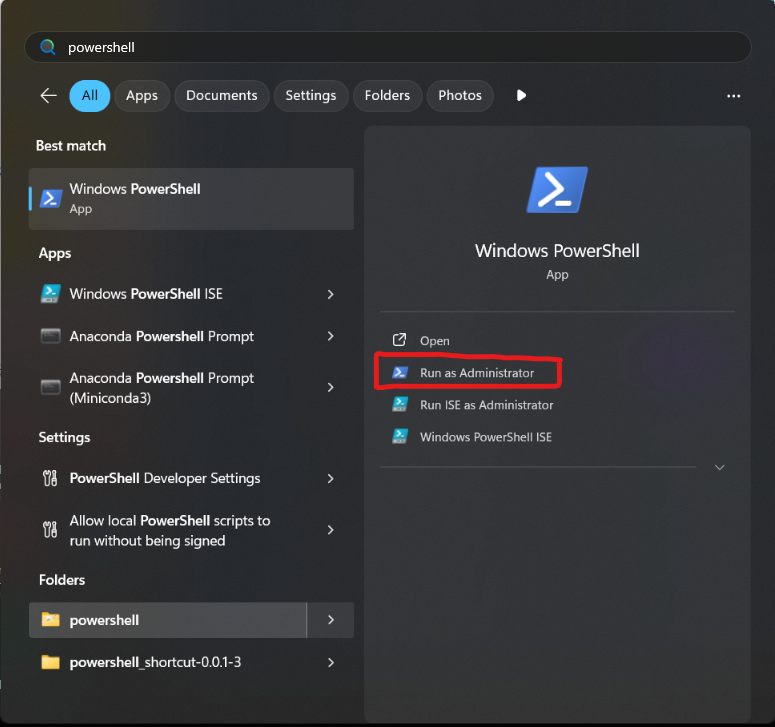 powershell
All
Apps
Documents
Settings
Folders
Photos
Best match
Windows PowerShell
App
Apps
Windows PowerShell ISE
Anaconda Powershell Prompt
Anaconda Powershell Prompt
(Miniconda3)
Settings
PowerShell Developer Settings
Allow local PowerShell scripts to
run without being signed
Folders
powershell
powershell_shortcut-0.0.1-3
Windows PowerShell
App
Open
Run as Administrator
Run ISE as Administrator
Windows PowerShell ISE